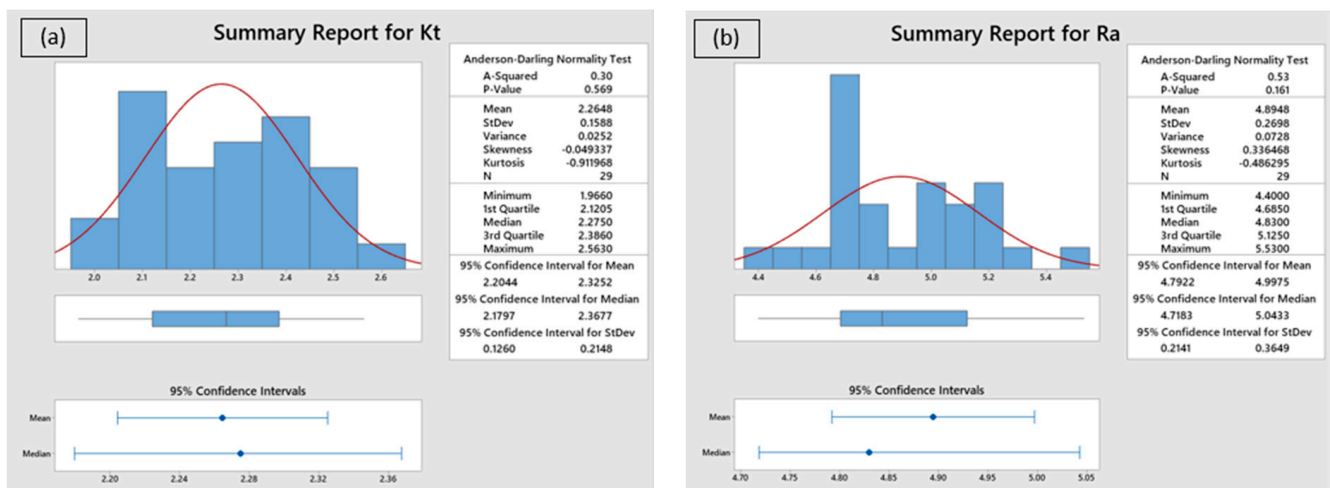 (a)
Summary Report for Kt
2.0 2.1 2.2 2.3 2.4 2.5 2.6
Anderson-Darling Normality Test
A-Squared 0.30
P-Value 0.569
Mean 2.2648
StDev 0.1588
Variance 0.0252
Skewness -0.049337
Kurtosis -0.911968
N 29
Minimum 1.9660
1st Quartile 2.1205
Median 2.2750
3rd Quartile 2.3860
Maximum 2.5630
95% Confidence Interval for Mean
2.2044 2.3252
95% Confidence Interval for Median
2.1797 2.3677
95% Confidence Interval for StDev
0.1260 0.2148
95% Confidence Intervals
Mean
Median
2.20 2.24 2.28 2.32 2.36
(b)
Summary Report for Ra
4.4 4.6 4.8 5.0 5.2 5.4
Anderson-Darling Normality Test
A-Squared 0.53
P-Value 0.161
Mean 4.8948
StDev 0.2698
Variance 0.0728
Skewness 0.336468
Kurtosis -0.486295
N 29
Minimum 4.4000
1st Quartile 4.6850
Median 4.8300
3rd Quartile 5.1250
Maximum 5.5300
95% Confidence Interval for Mean
4.7922 4.9975
95% Confidence Interval for Median
4.7183 5.0433
95% Confidence Interval for StDev
0.2141 0.3649
95% Confidence Intervals
Mean
Median
4.70 4.75 4.80 4.85 4.90 4.95 5.00 5.05